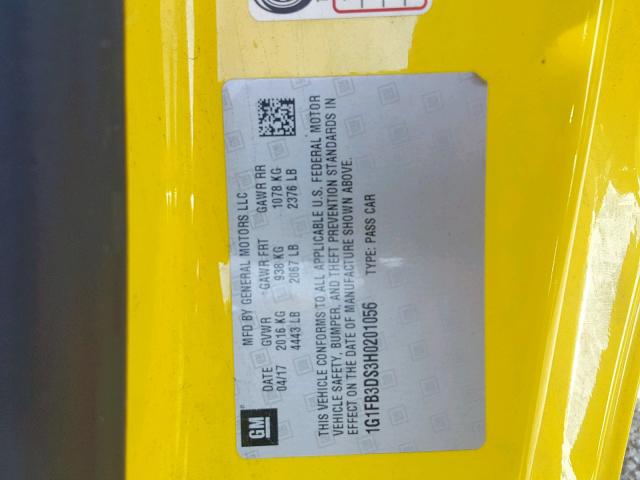 MFD BY GENERAL MOTORS LLC
DATE GVWR GAWR FRT GAWR RR
04/17 2016 KG 938 KG 1078 KG
4443 LB 2067 LB 2376 LB
THIS VEHICLE CONFORMS TO ALL APPLICABLE U.S. FEDERAL MOTOR
VEHICLE SAFETY, BUMPER, AND THEFT PREVENTION STANDARDS IN
EFFECT ON THE DATE OF MANUFACTURE SHOWN ABOVE.
1G1FB3DS3H0201056 TYPE: PASS CAR
GM